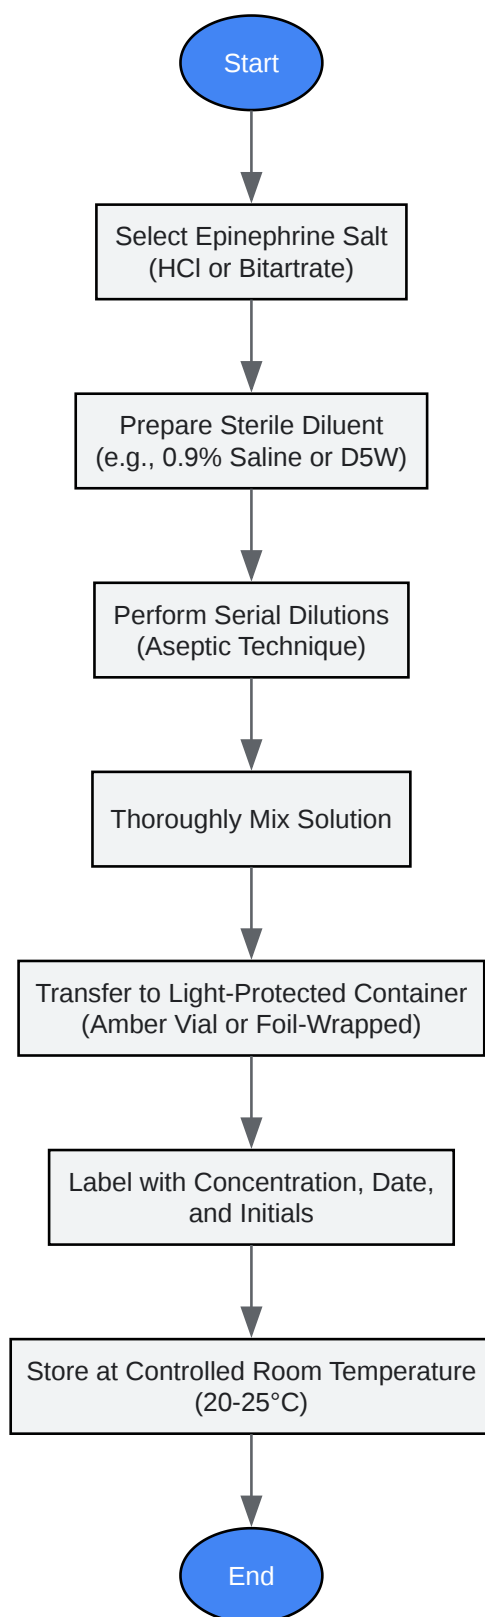 Start
Select Epinephrine Salt
(HCl or Bitartrate)
Prepare Sterile Diluent
(e.g., 0.9% Saline or D5W)
Perform Serial Dilutions
(Aseptic Technique)
Thoroughly Mix Solution
Transfer to Light-Protected Container
(Amber Vial or Foil-Wrapped)
Label with Concentration, Date,
and Initials
Store at Controlled Room Temperature
(20-25°C)
End